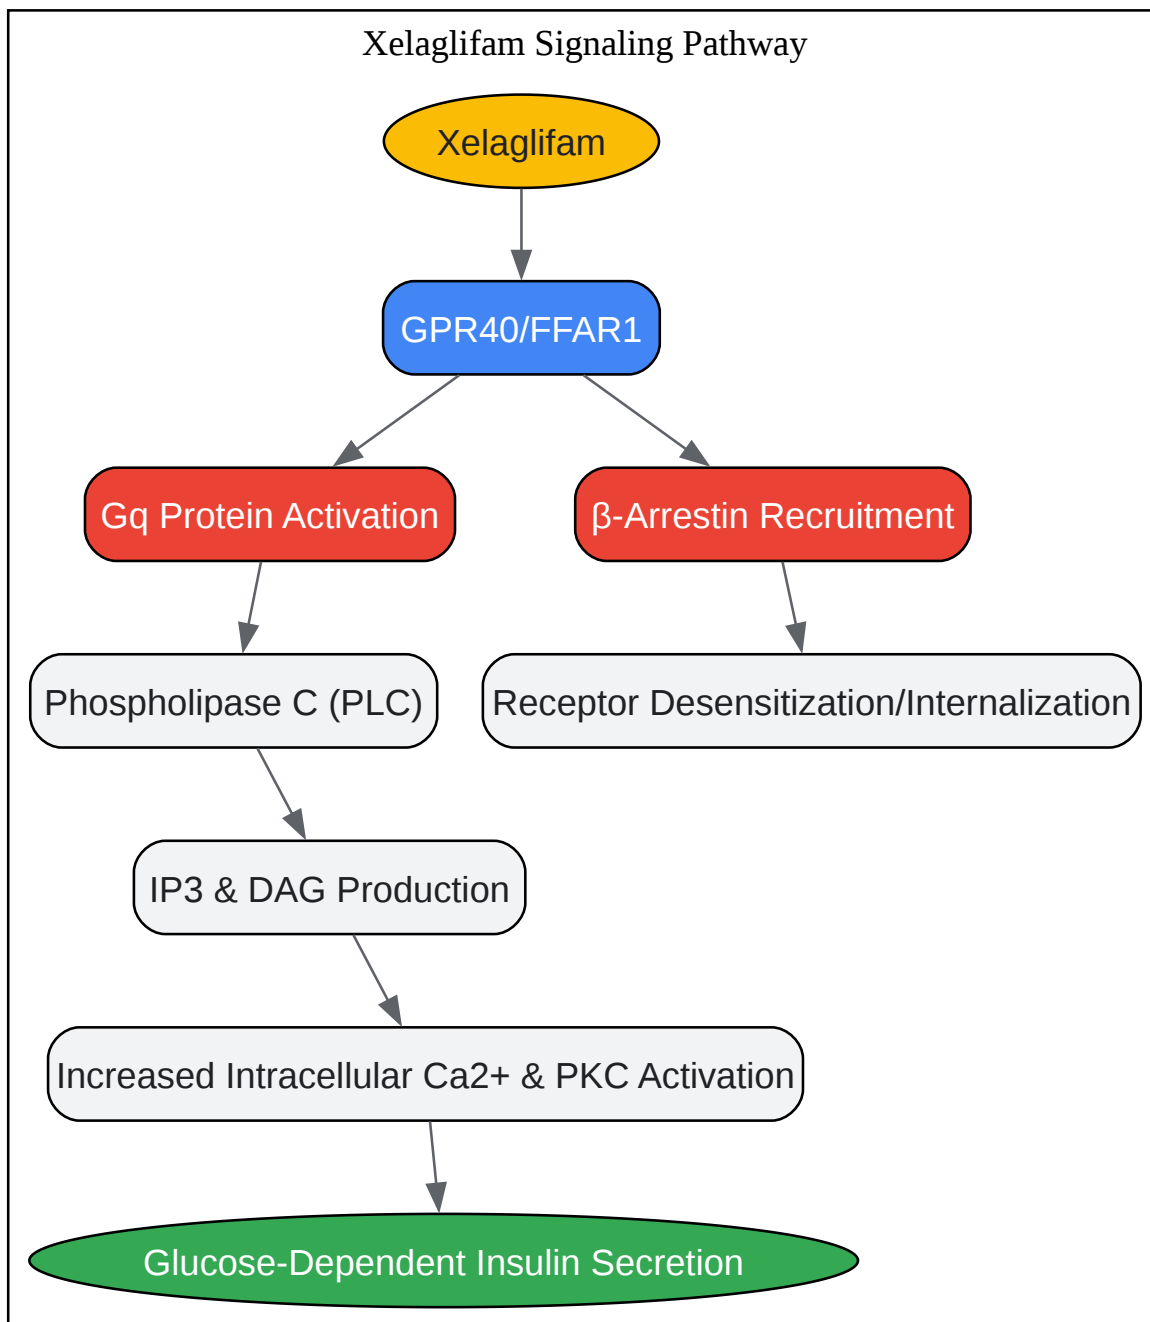 Xelaglifam Signaling Pathway
Xelaglifam
GPR40/FFAR1
Gq Protein Activation
β-Arrestin Recruitment
Phospholipase C (PLC)
Receptor Desensitization/Internalization
IP3 & DAG Production
Increased Intracellular Ca2+ & PKC Activation
Glucose-Dependent Insulin Secretion